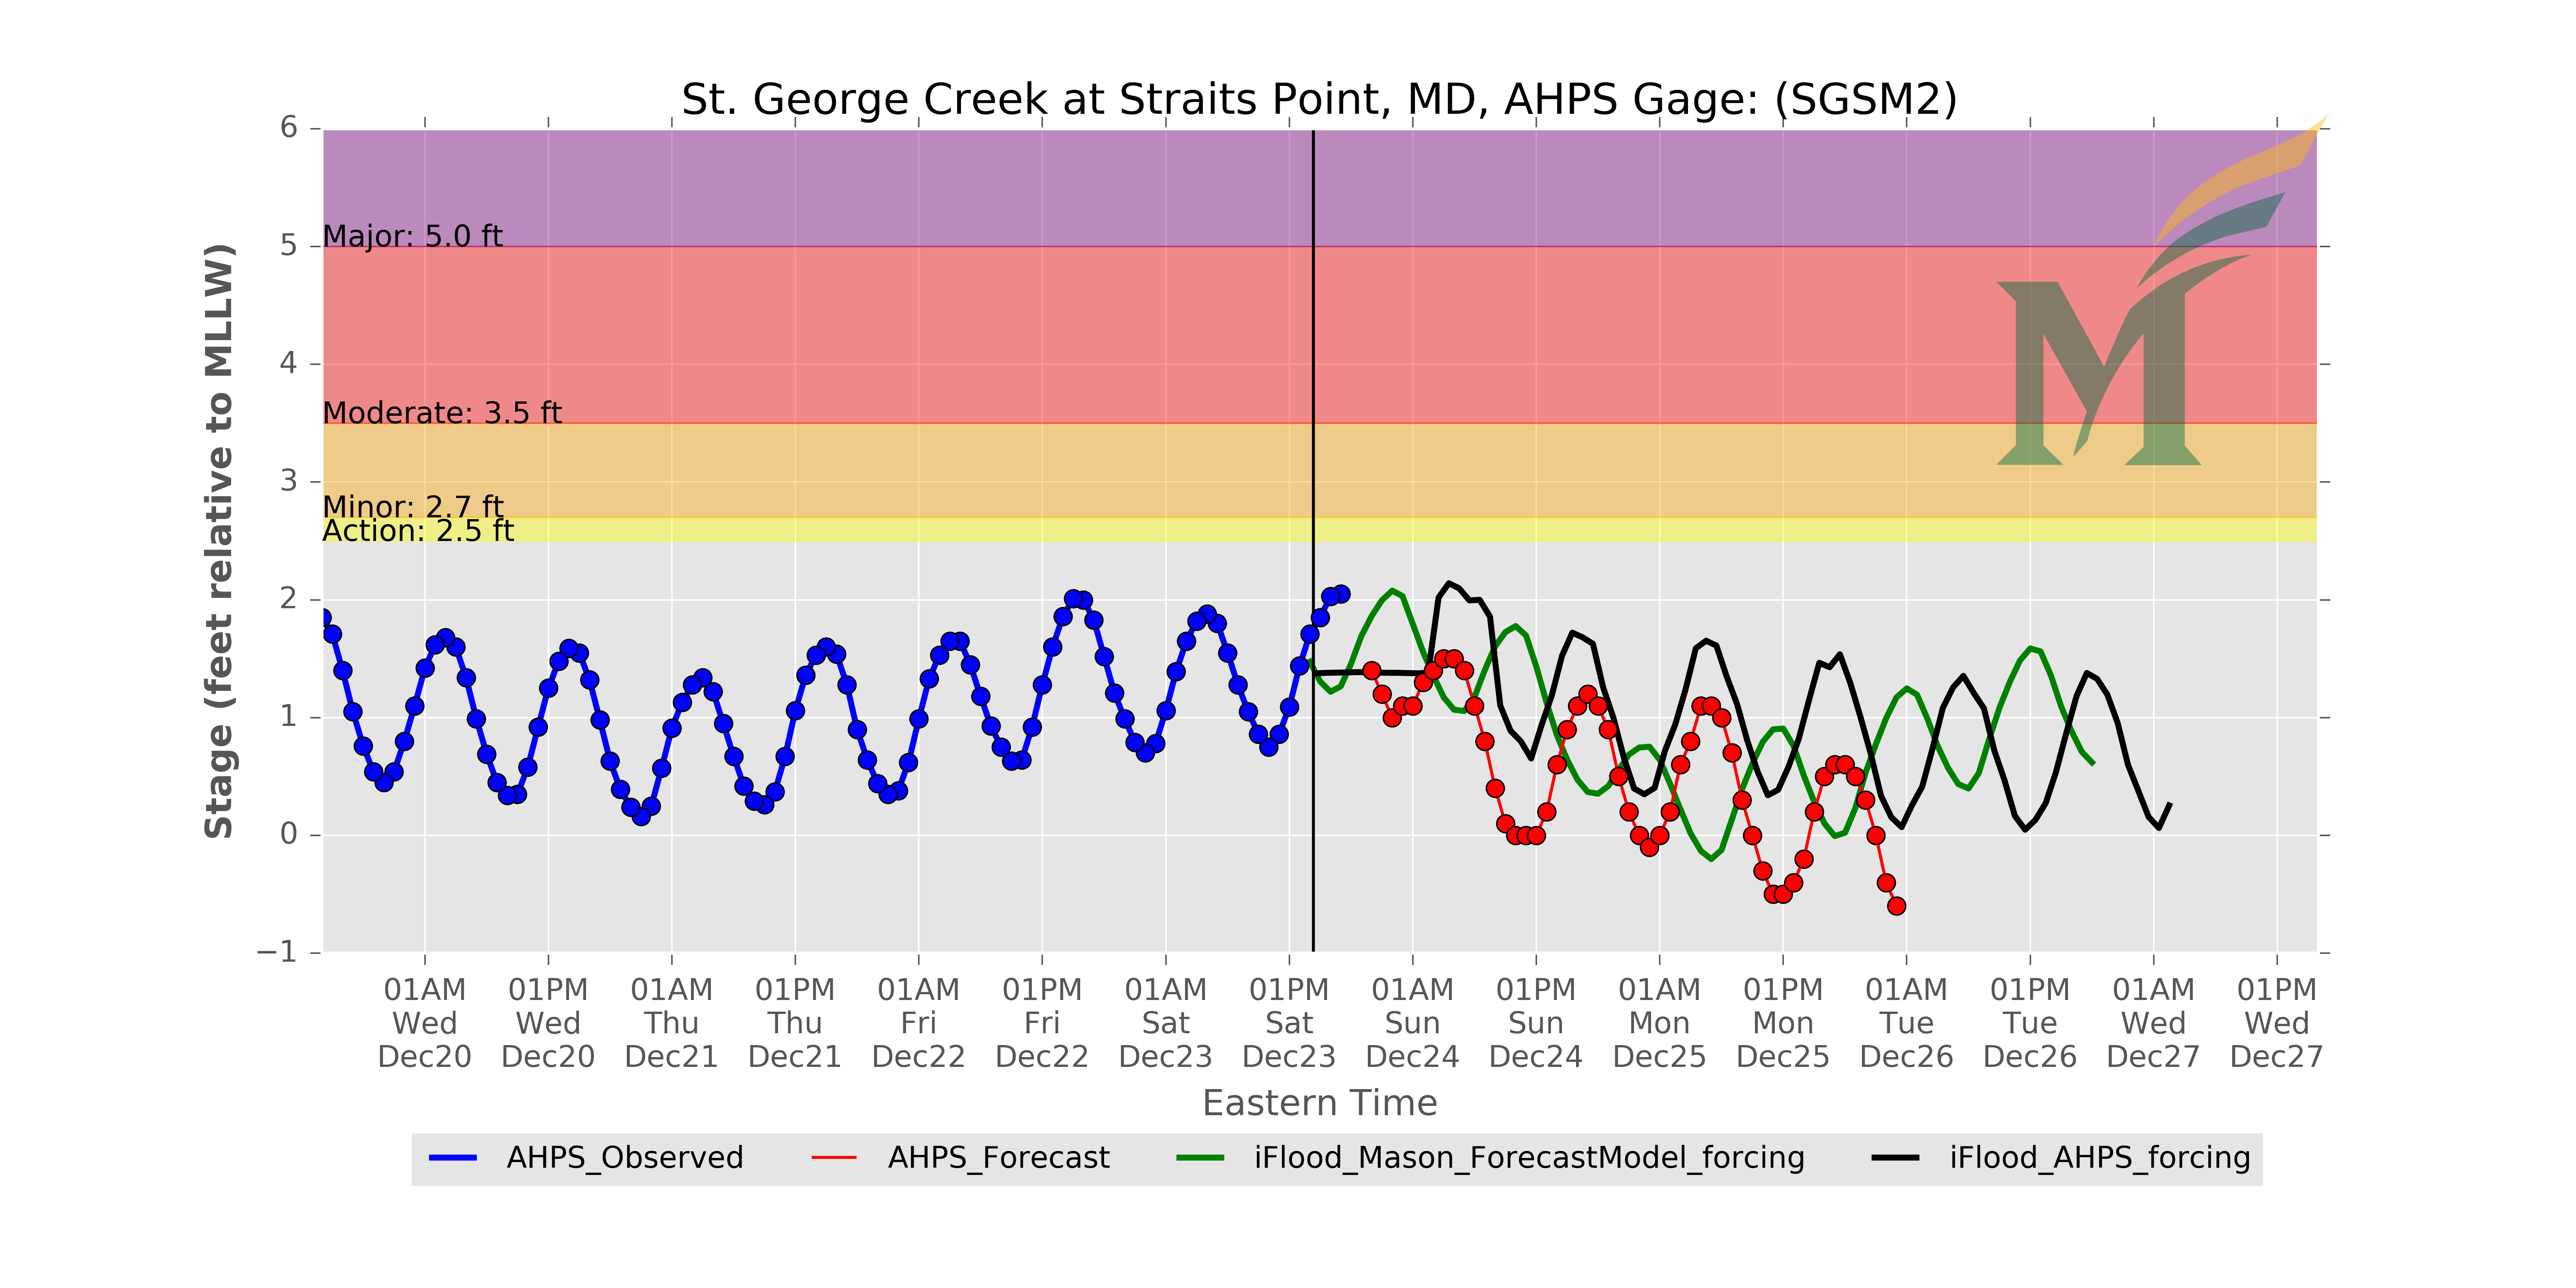 St. George Creek at Straits Point, MD, AHPS Gage: (SGSM2)
Stage (feet relative to MLLW)
6
5
4
3
2
1
0
−1
Major: 5.0 ft
Moderate: 3.5 ft
Minor: 2.7 ft
Action: 2.5 ft
M
01AM 01PM 01AM 01PM 01AM 01PM 01AM 01PM 01AM 01PM 01AM 01PM 01AM 01PM 01AM 01PM
Wed Wed Thu Thu Fri Fri Sat Sat Sun Sun Mon Mon Tue Tue Wed Wed
Dec20 Dec20 Dec21 Dec21 Dec22 Dec22 Dec23 Dec23 Dec24 Dec24 Dec25 Dec25 Dec26 Dec26 Dec27 Dec27
Eastern Time
AHPS_Observed AHPS_Forecast iFlood_Mason_ForecastModel_forcing iFlood_AHPS_forcing